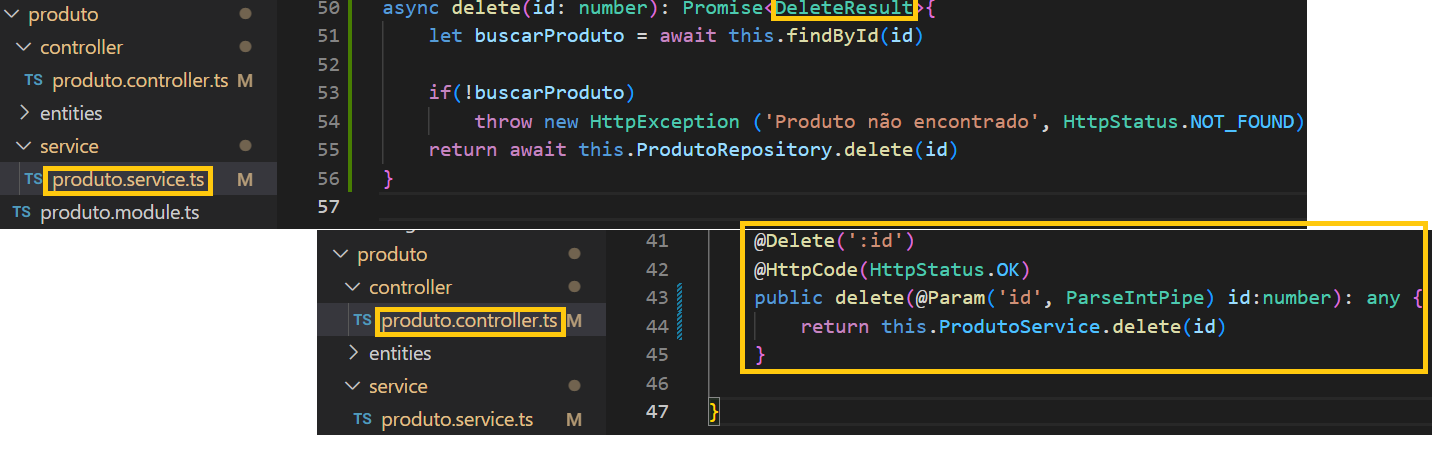 produto
controller
TS produto.controller.ts M
entities
service
TS produto.service.ts M
TS produto.module.ts
50 async delete(id: number): Promise<DeleteResult>{
51 let buscarProduto = await this.findById(id)
52
53 if(!buscarProduto)
54 throw new HttpException ('Produto não encontrado', HttpStatus.NOT_FOUND)
55 return await this.ProdutoRepository.delete(id)
56 }
57
produto
controller
TS produto.controller.ts M
entities
service
TS produto.service.ts M
41 @Delete(':id')
42 @HttpCode(HttpStatus.OK)
43 public delete(@Param('id', ParseIntPipe) id:number): any {
44 return this.ProdutoService.delete(id)
45 }
46
47 }